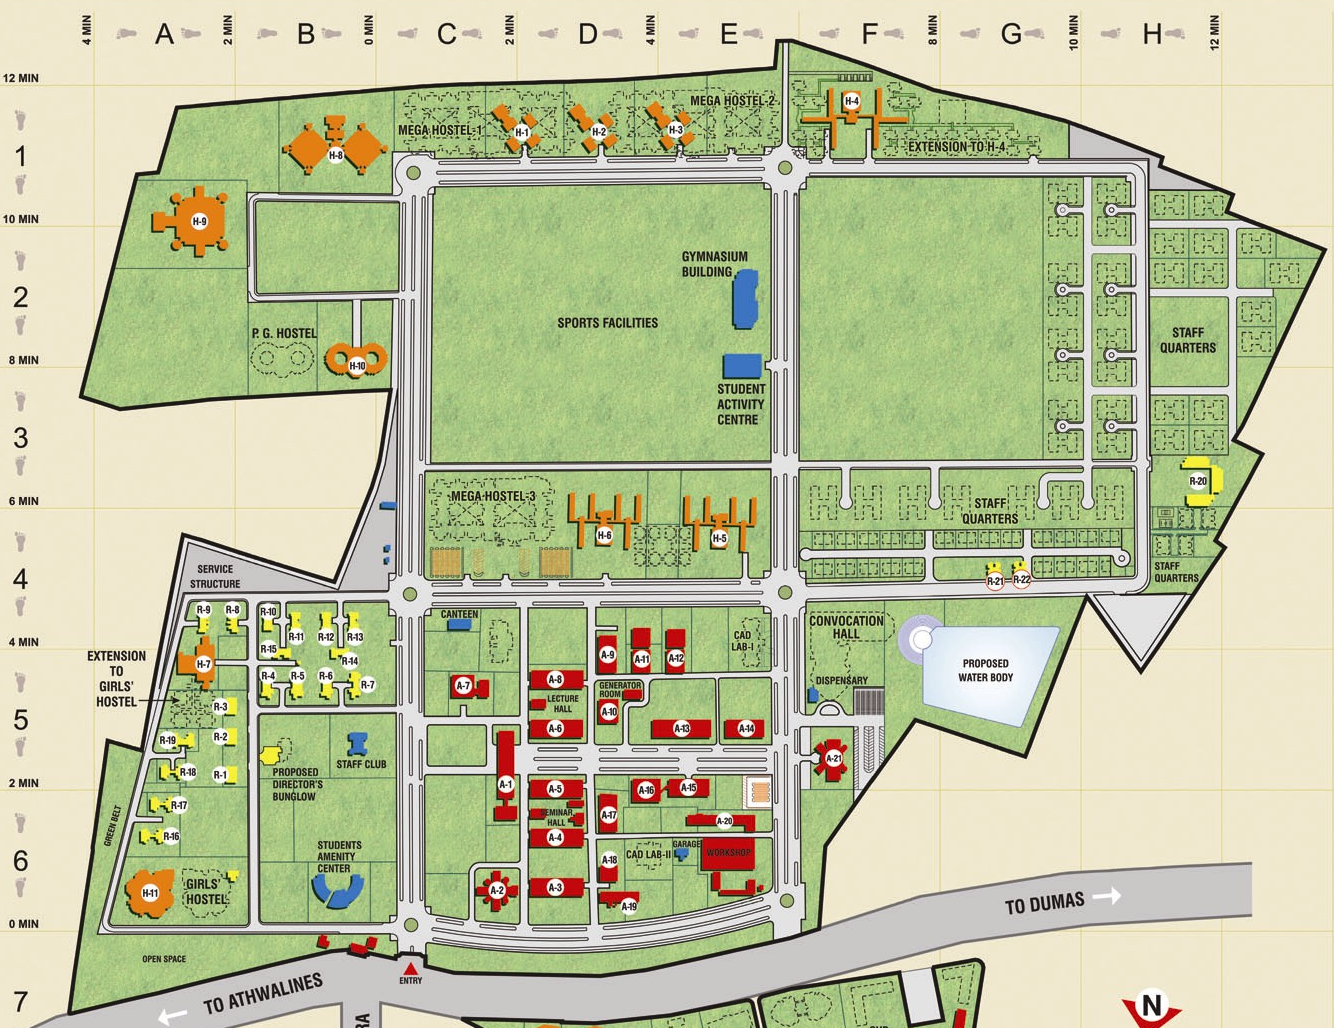 4 MIN A 2 MIN B 0 MIN C 2 MIN D 4 MIN E F 8 MIN G 10 MIN H 12 MIN
12 MIN
1
10 MIN
2
8 MIN
3
6 MIN
4
4 MIN
5
2 MIN
6
0 MIN
7
MEGA HOSTEL-2
H-4
MEGA HOSTEL-1
H-1
H-2
H-3
EXTENSION TO H-4
H-8
H-9
GYMNASIUM
BUILDING
SPORTS FACILITIES
P. G. HOSTEL
H-10
STUDENT
ACTIVITY
CENTRE
STAFF
QUARTERS
R-20
MEGA HOSTEL-3
H-6
H-5
STAFF
QUARTERS
STAFF
QUARTERS
R-21
R-22
SERVICE
STRUCTURE
R-9
R-8
R-10
R-11
R-12
R-13
R-15
R-14
H-7
R-4
R-5
R-6
R-7
EXTENSION
TO
GIRLS'
HOSTEL
R-3
R-19
R-2
R-18
R-1
R-17
R-16
PROPOSED
DIRECTOR'S
BUNGLOW
STAFF CLUB
GREEN BELT
STUDENTS
AMENITY
CENTER
H-11
GIRLS'
HOSTEL
OPEN SPACE
CANTEEN
CAD
LAB-I
A-9
A-11
A-12
A-7
A-8
GENERATOR
ROOM
LECTURE
HALL
A-10
A-6
A-13
A-14
CONVOCATION
HALL
DISPENSARY
PROPOSED
WATER BODY
A-21
A-1
A-5
A-16
A-15
SEMINAR
HALL
A-17
A-20
A-4
A-18
CAD LAB-II
GARAGE
WORKSHOP
A-2
A-3
A-19
ENTRY
TO DUMAS
TO ATHWALINES
N